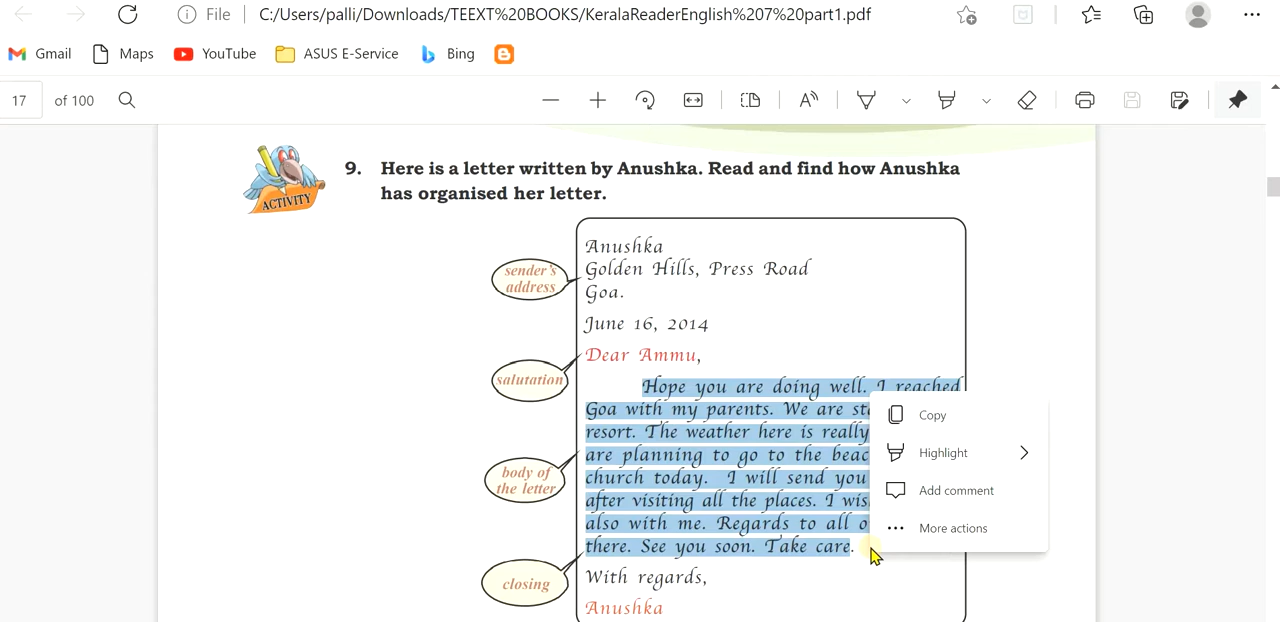 File
C:/Users/palli/Downloads/TEEXT%20BOOKS/KeralaReaderEnglish%207%20part1.pdf
Gmail
Maps
YouTube
ASUS E-Service
Bing
17
of 100
9. Here is a letter written by Anushka. Read and find how Anushka
has organised her letter.
ACTIVITY
sender's
address
Anushka
Golden Hills, Press Road
Goa.
June 16, 2014
salutation
Dear Ammu,
Hope you are doing well. I reached
Goa with my parents. We are
resort. The weather here is really
are planning to go to the
church today. I will send you
after visiting all the places. I
also with me. Regards to all
there. See you soon. Take care.
body of
the letter
closing
With regards,
Anushka
Copy
Highlight
Add comment
More actions